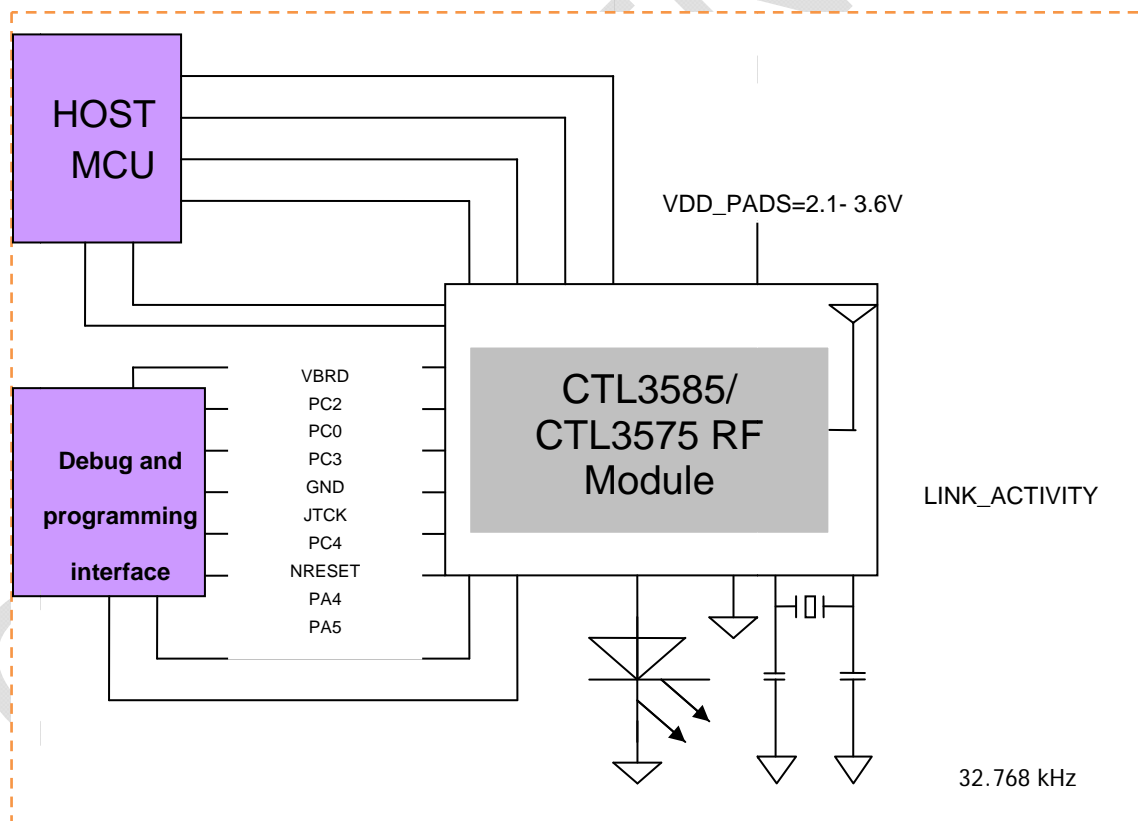 HOST
MCU
VDD_PADS=2.1- 3.6V
VBRD
PC2
PC0
PC3
GND
JTCK
PC4
NRESET
PA4
PA5
Debug and
programming
interface
CTL3585/
CTL3575 RF
Module
LINK_ACTIVITY
32.768 kHz